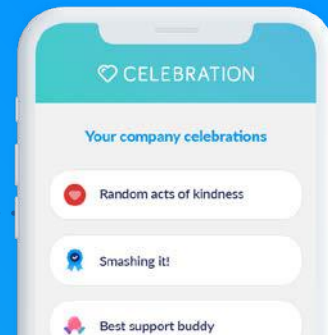 CELEBRATION
Your company celebrations
Random acts of kindness
Smashing it!
Best support buddy